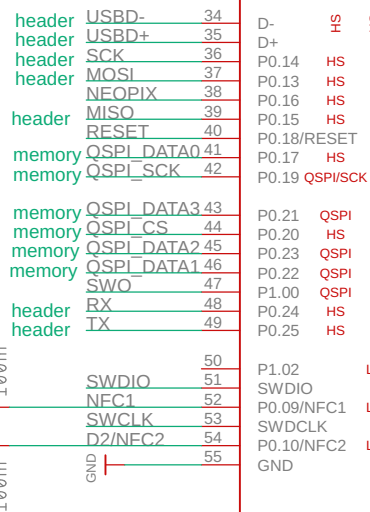 header USBD- 34 D- HS
header USBD+ 35 D+
header SCK 36 P0.14 HS
header MOSI 37 P0.13 HS
NEOPIX 38 P0.16 HS
header MISO 39 P0.15 HS
RESET 40 P0.18/RESET
memory QSPI_DATA0 41 P0.17 HS
memory QSPI_SCK 42 P0.19 QSPI/SCK
memory QSPI_DATA3 43 P0.21 QSPI
memory QSPI_CS 44 P0.20 HS
memory QSPI_DATA2 45 P0.23 QSPI
memory QSPI_DATA1 46 P0.22 QSPI
SWO 47 P1.00 QSPI
header RX 48 P0.24 HS
header TX 49 P0.25 HS
100n
50 P1.02 L
SWDIO 51 SWDIO
NFC1 52 P0.09/NFC1 L
SWCLK 53 SWDCLK
D2/NFC2 54 P0.10/NFC2 L
GND 55 GND
100n